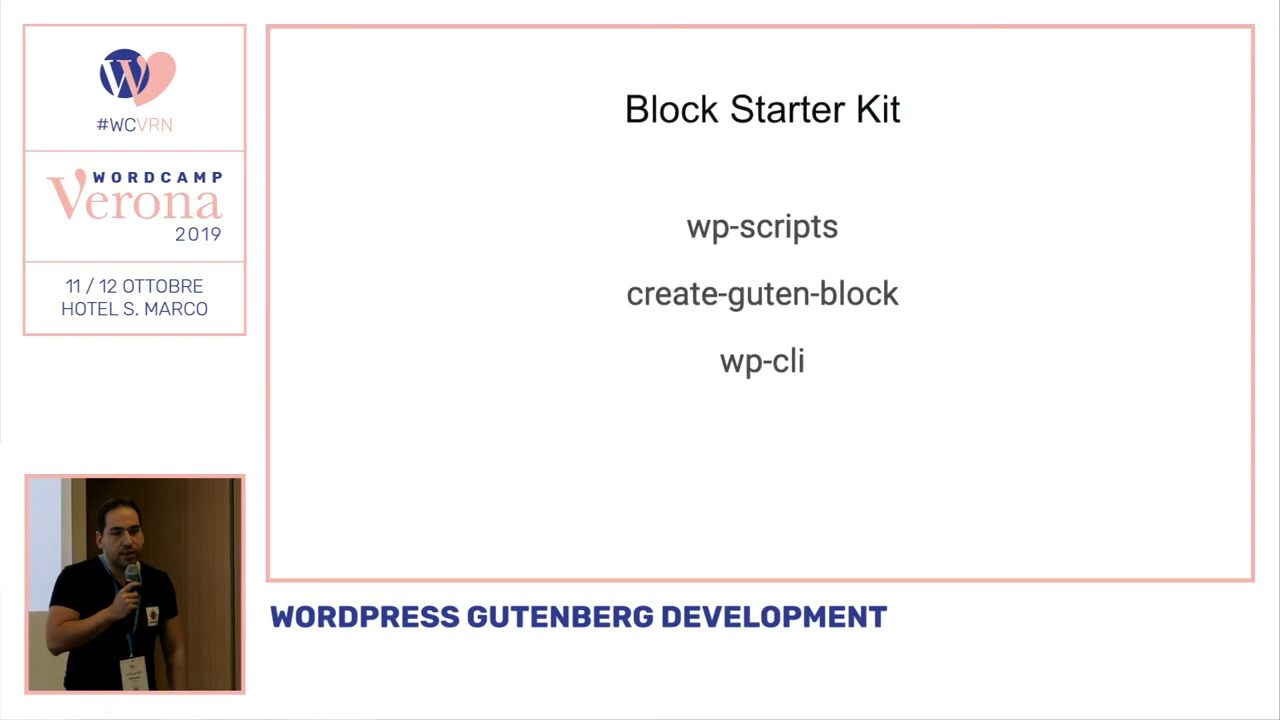 #WCVRN
WORDCAMP
Verona
2019
11 / 12 OTTOBRE
HOTEL S. MARCO
Block Starter Kit
wp-scripts
create-guten-block
wp-cli
WORDPRESS GUTENBERG DEVELOPMENT